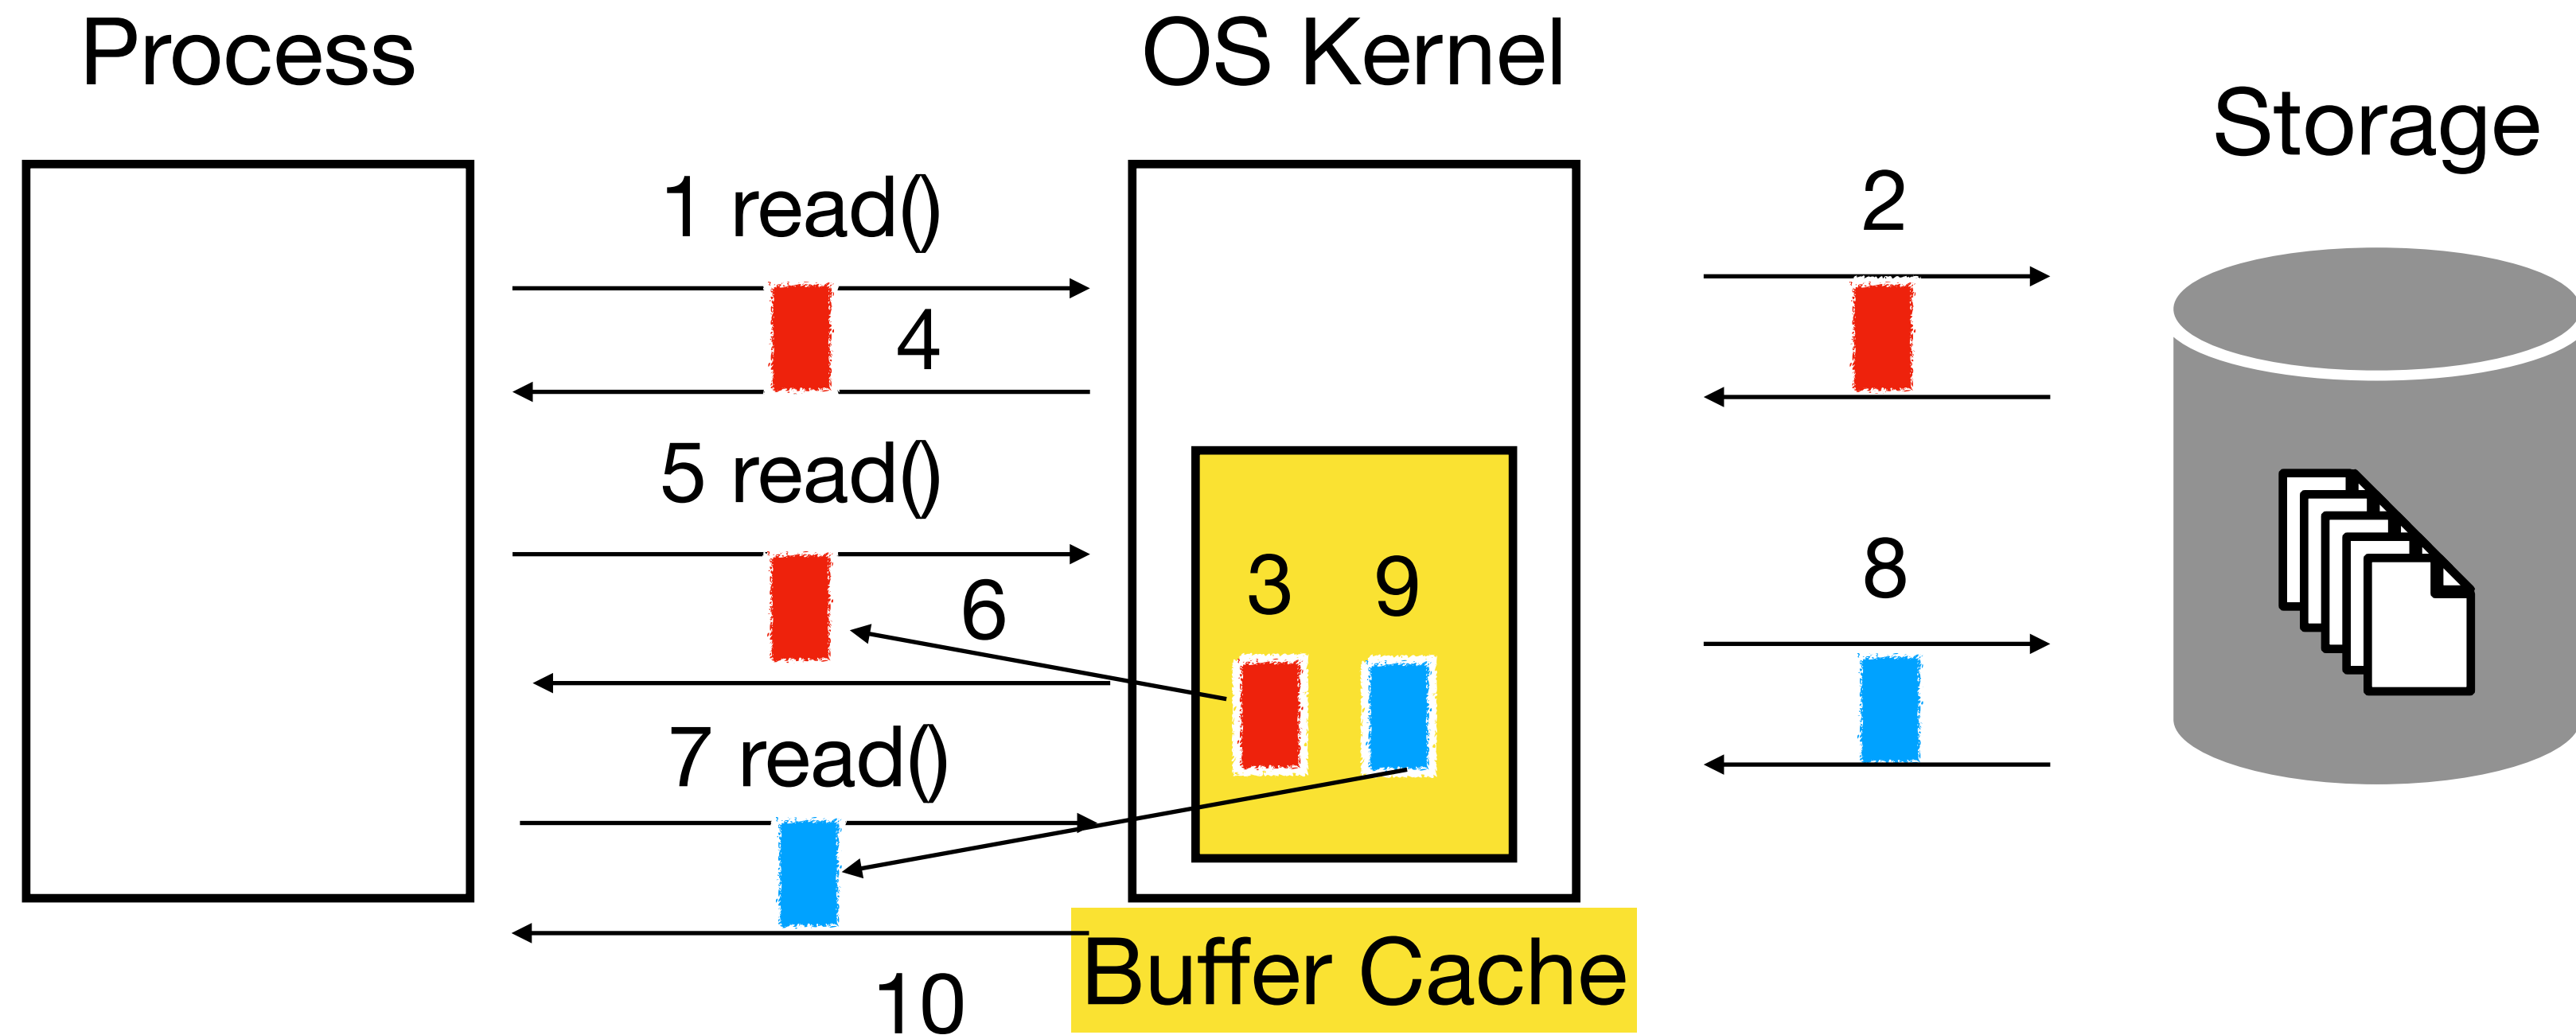 Process
OS Kernel
Storage
1 read()
2
4
5 read()
6
3 9
8
7 read()
10
Buffer Cache